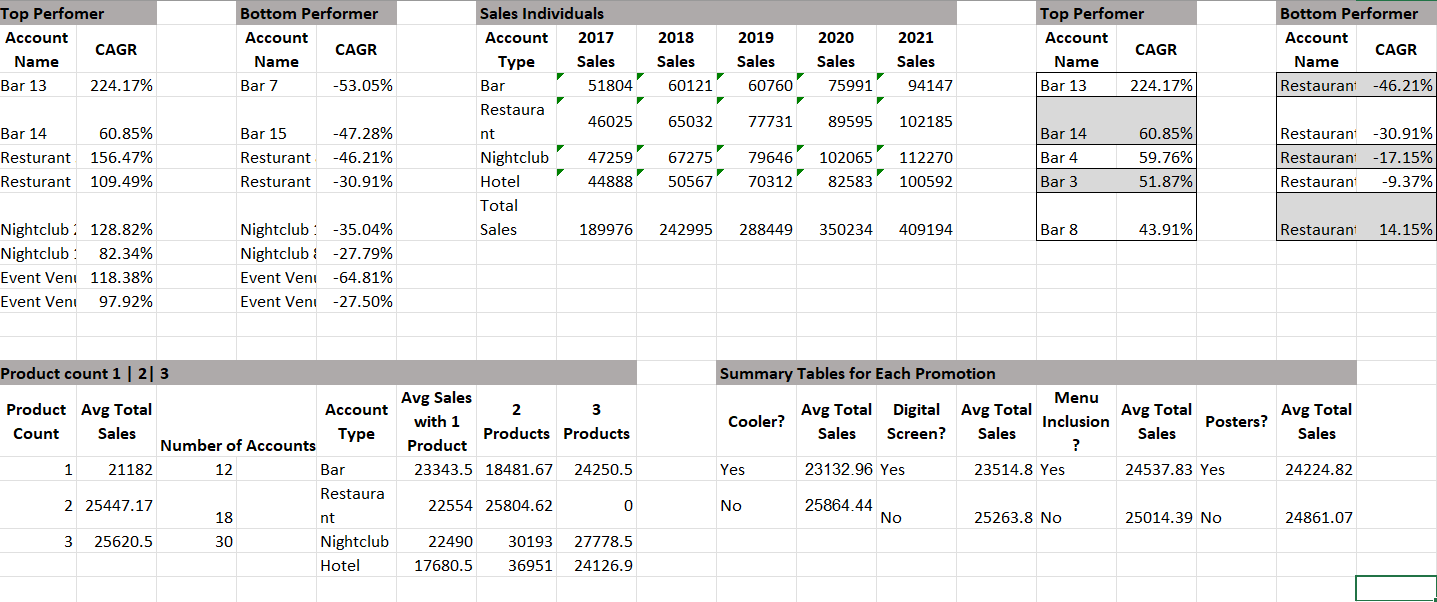 Top Perfomer Bottom Performer Sales Individuals Top Perfomer Bottom Performer
Account Name CAGR Account Name CAGR Account Type 2017 Sales 2018 Sales 2019 Sales 2020 Sales 2021 Sales Account Name CAGR Account Name CAGR
Bar 13 224.17% Bar 7 -53.05% Bar 51804 60121 60760 75991 94147 Bar 13 224.17% Restaurant -46.21%
Bar 14 60.85% Bar 15 -47.28% Restaurant 46025 65032 77731 89595 102185 Bar 14 60.85% Restaurant -30.91%
Resturant 156.47% Resturant -46.21% Nightclub 47259 67275 79646 102065 112270 Bar 4 59.76% Restaurant -17.15%
Resturant 109.49% Resturant -30.91% Hotel 44888 50567 70312 82583 100592 Bar 3 51.87% Restaurant -9.37%
Nightclub 128.82% Nightclub -35.04% Total Sales 189976 242995 288449 350234 409194 Bar 8 43.91% Restaurant 14.15%
Nightclub 82.34% Nightclub -27.79%
Event Venu 118.38% Event Venu -64.81%
Event Venu 97.92% Event Venu -27.50%
Product count 1 | 2| 3 Summary Tables for Each Promotion
Product Count Avg Total Sales Number of Accounts Account Type Avg Sales with 1 Product 2 Products 3 Products Cooler? Avg Total Sales Digital Screen? Avg Total Sales Menu Inclusion ? Avg Total Sales Posters? Avg Total Sales
1 21182 12 Bar 23343.5 18481.67 24250.5 Yes 23132.96 Yes 23514.8 Yes 24537.83 Yes 24224.82
2 25447.17 18 Restaurant 22554 25804.62 0 No 25864.44 No 25263.8 No 25014.39 No 24861.07
3 25620.5 30 Nightclub 22490 30193 27778.5
Hotel 17680.5 36951 24126.9